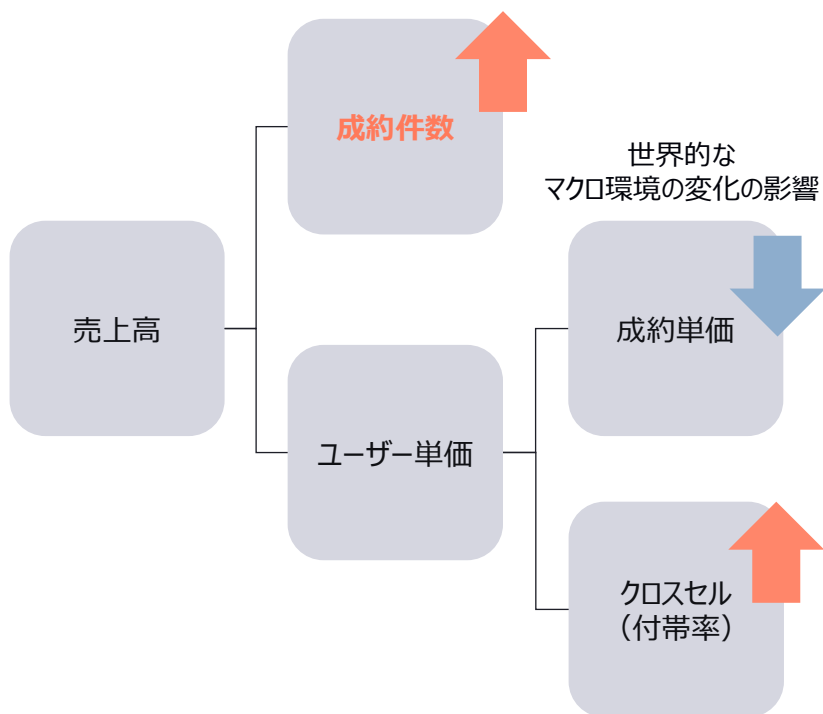 成約件数
世界的な
マクロ環境の変化の影響
売上高
成約単価
ユーザー単価
クロスセル
（付帯率）